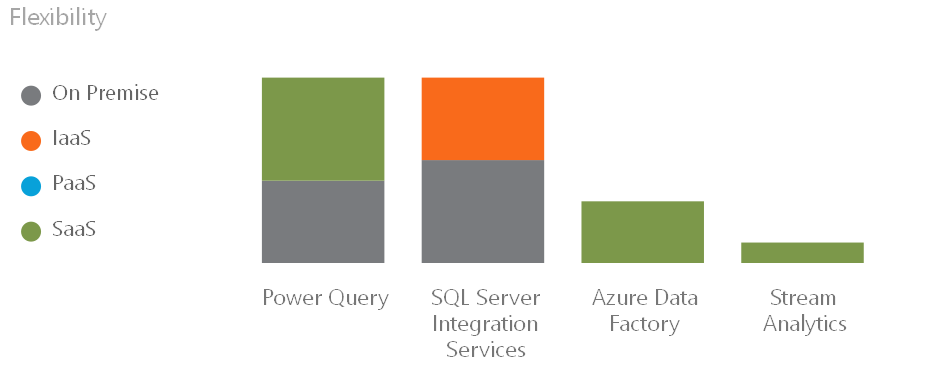 Flexibility
On Premise
IaaS
PaaS
SaaS
Power Query
SQL Server
Integration
Services
Azure Data
Factory
Stream
Analytics